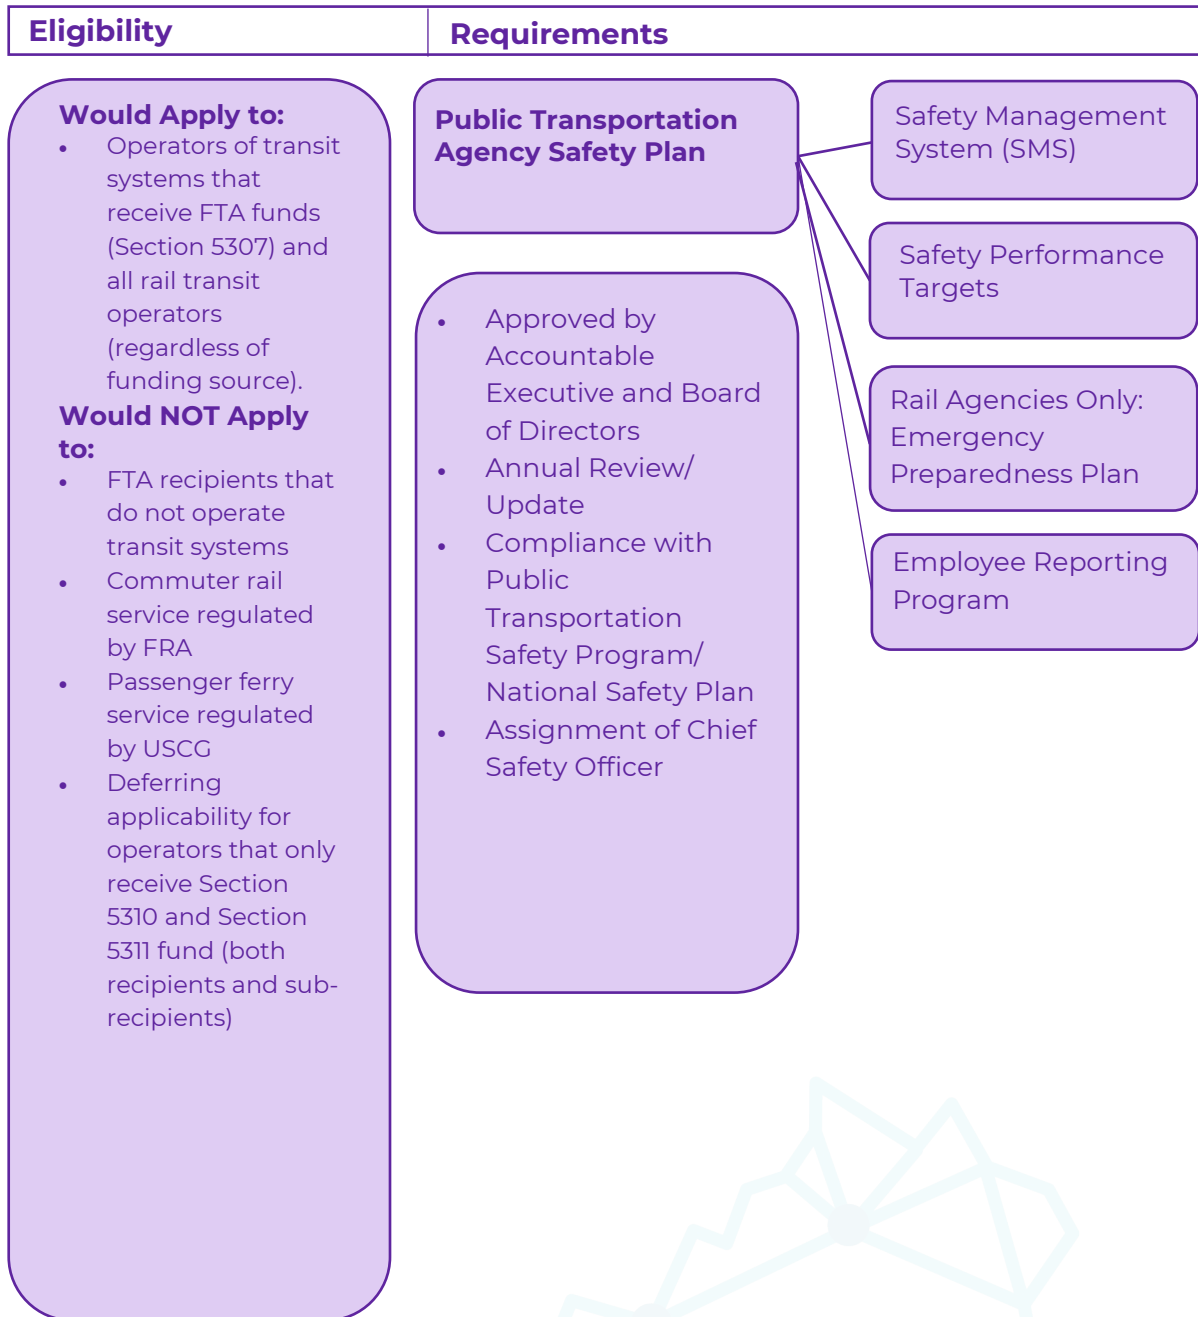 Eligibility
Requirements
Would Apply to:
• Operators of transit
systems that
receive FTA funds
(Section 5307) and
all rail transit
operators
(regardless of
funding source).
Would NOT Apply
to:
• FTA recipients that
do not operate
transit systems
• Commuter rail
service regulated
by FRA
• Passenger ferry
service regulated
by USCG
• Deferring
applicability for
operators that only
receive Section
5310 and Section
5311 fund (both
recipients and sub-
recipients)
Public Transportation
Agency Safety Plan
• Approved by
Accountable
Executive and Board
of Directors
• Annual Review/
Update
• Compliance with
Public
Transportation
Safety Program/
National Safety Plan
• Assignment of Chief
Safety Officer
Safety Management
System (SMS)
Safety Performance
Targets
Rail Agencies Only:
Emergency
Preparedness Plan
Employee Reporting
Program